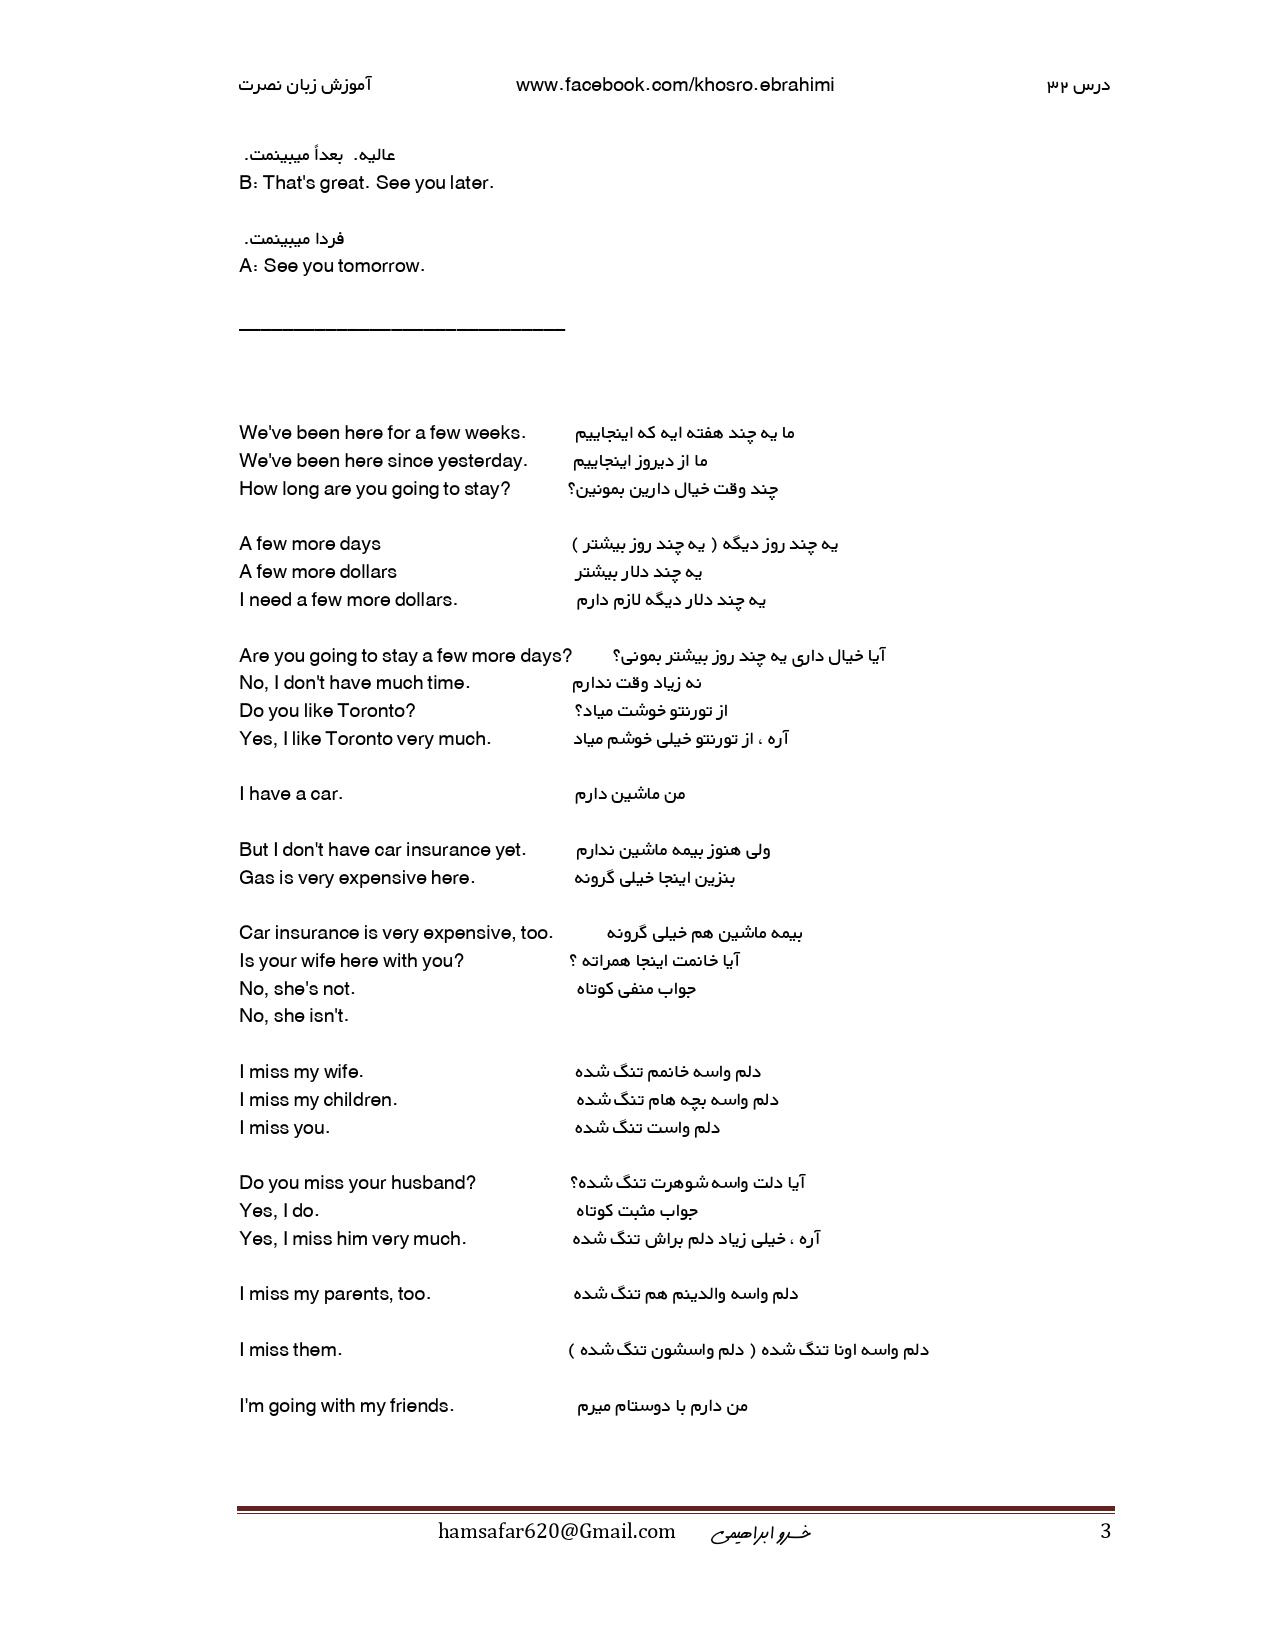 آموزش زبان نصرت www.facebook.com/khosro.ebrahimi درس ۳۲
عالیه. بعداً میبینمت.
B: That's great. See you later.
فردا میبینمت.
A: See you tomorrow.
______________________________
We've been here for a few weeks. ما یه چند هفته ایه که اینجاییم
We've been here since yesterday. ما از دیروز اینجاییم
How long are you going to stay? چند وقت خیال دارین بمونین؟
A few more days یه چند روز دیگه ( یه چند روز بیشتر )
A few more dollars یه چند دلار بیشتر
I need a few more dollars. یه چند دلار دیگه لازم دارم
Are you going to stay a few more days? آیا خیال داری یه چند روز بیشتر بمونی؟
No, I don't have much time. نه زیاد وقت ندارم
Do you like Toronto? از تورنتو خوشت میاد؟
Yes, I like Toronto very much. آره ، از تورنتو خیلی خوشم میاد
I have a car. من ماشین دارم
But I don't have car insurance yet. ولی هنوز بیمه ماشین ندارم
Gas is very expensive here. بنزین اینجا خیلی گرونه
Car insurance is very expensive, too. بیمه ماشین هم خیلی گرونه
Is your wife here with you? آیا خانمت اینجا همراته ؟
No, she's not. جواب منفی کوتاه
No, she isn't.
I miss my wife. دلم واسه خانمم تنگ شده
I miss my children. دلم واسه بچه هام تنگ شده
I miss you. دلم واست تنگ شده
Do you miss your husband? آیا دلت واسه شوهرت تنگ شده؟
Yes, I do. جواب مثبت کوتاه
Yes, I miss him very much. آره ، خیلی زیاد دلم براش تنگ شده
I miss my parents, too. دلم واسه والدینم هم تنگ شده
I miss them. دلم واسه اونا تنگ شده ( دلم واسشون تنگ شده )
I'm going with my friends. من دارم با دوستام میرم
hamsafar620@Gmail.com خسرو ابراهیمی 3